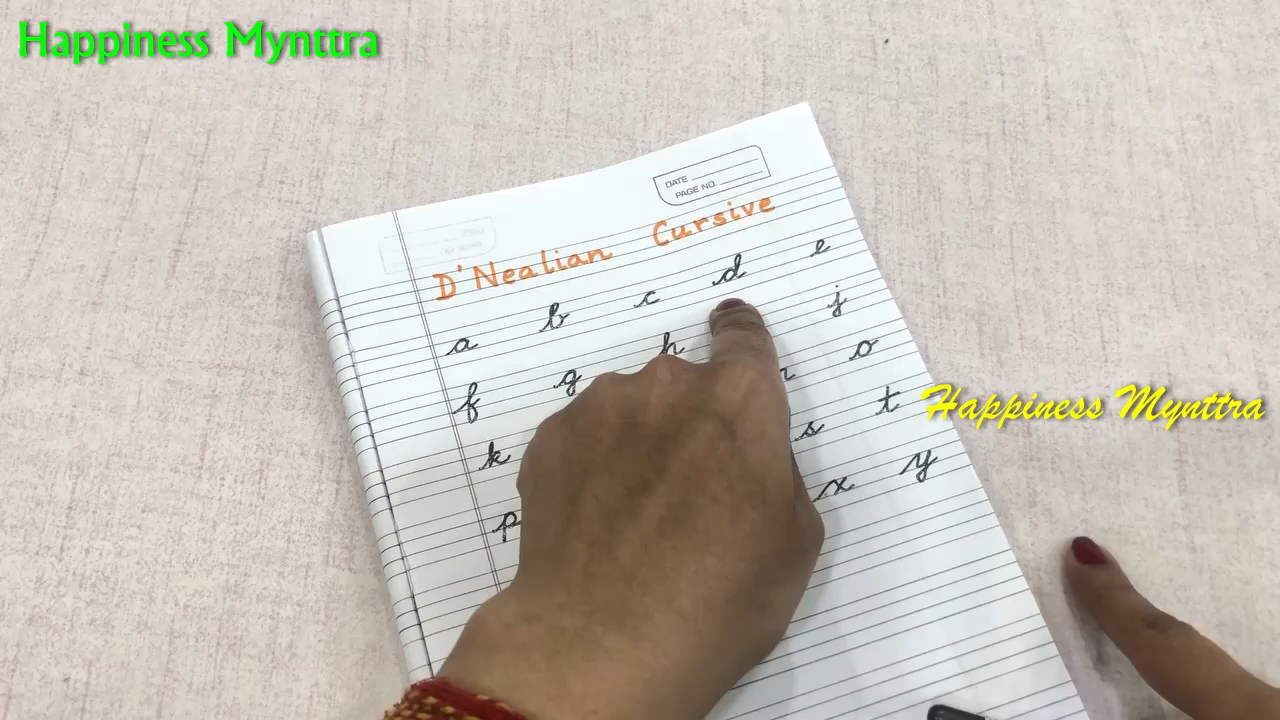 Happiness Mynttra
DATE
PAGE NO.
D'Nealian Cursive
a b c d e
f g h j
k o
p s t
x y
Happiness Mynttra